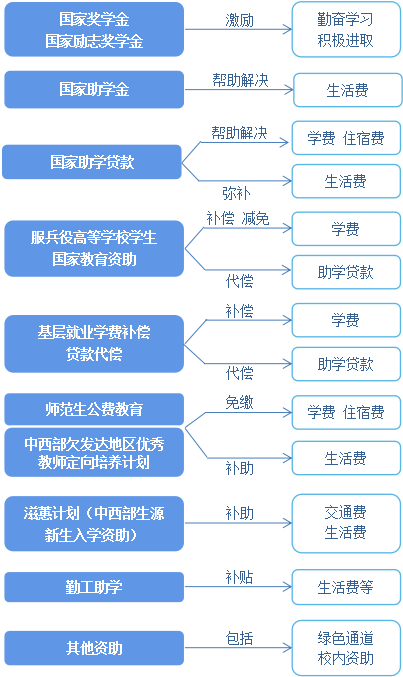 国家奖学金
国家励志奖学金
激励
勤奋学习
积极进取
国家助学金
帮助解决
生活费
国家助学贷款
帮助解决
学费 住宿费
弥补
生活费
服兵役高等学校学生
国家教育资助
补偿 减免
学费
代偿
助学贷款
基层就业学费补偿
贷款代偿
补偿
学费
代偿
助学贷款
师范生公费教育
中西部欠发达地区优秀
教师定向培养计划
免缴
学费 住宿费
补助
生活费
滋蕙计划（中西部生源
新生入学资助）
补助
交通费
生活费
勤工助学
补贴
生活费等
其他资助
包括
绿色通道
校内资助